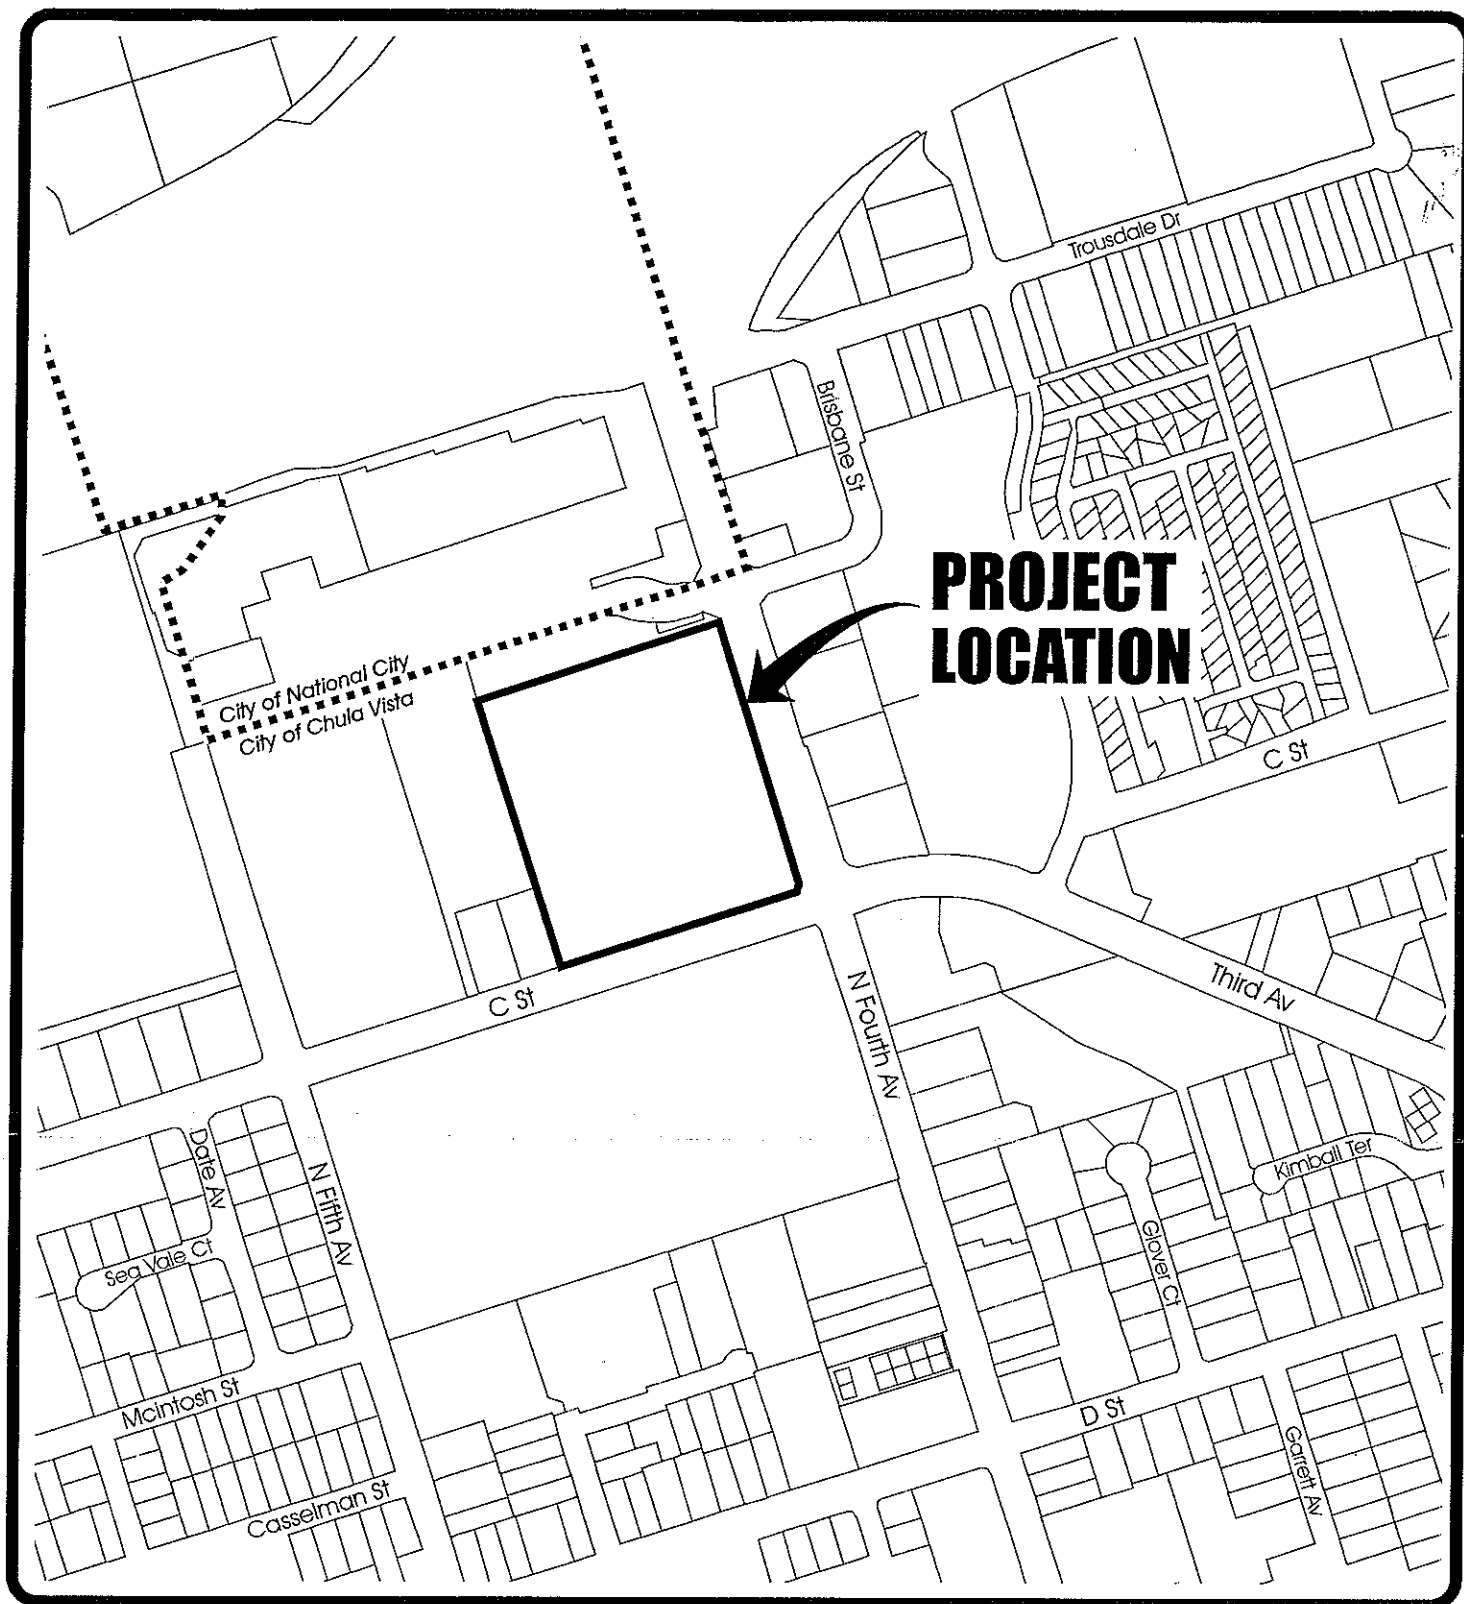 Trousdale Dr
Brisbane St
PROJECT
LOCATION
City of National City
City of Chula Vista
C St
C St
Third Av
N Fourth Av
Date Av
N Fifth Av
Kimball Ter
Sea Vale Ct
Glover Ct
Mcintosh St
D St
Garrett Av
Casselman St